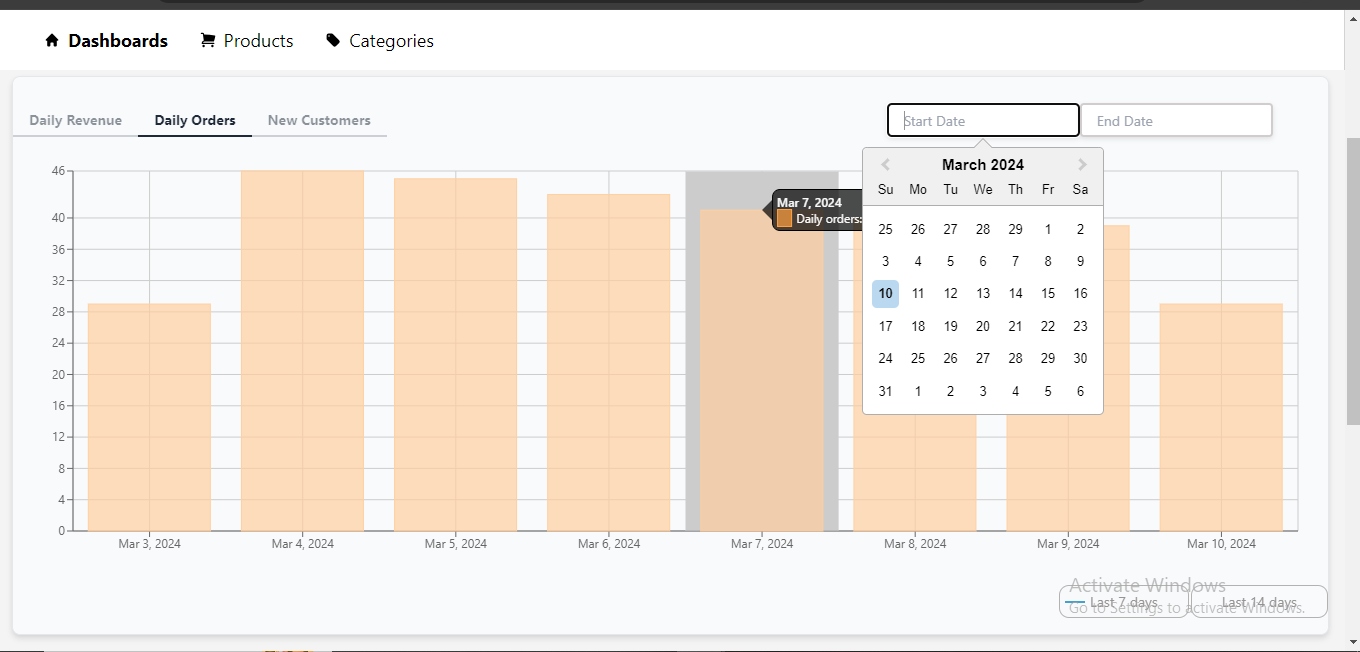 Dashboards Products Categories
Daily Revenue Daily Orders New Customers
Start Date End Date
March 2024
Su Mo Tu We Th Fr Sa
25 26 27 28 29 1 2
3 4 5 6 7 8 9
10 11 12 13 14 15 16
17 18 19 20 21 22 23
24 25 26 27 28 29 30
31 1 2 3 4 5 6
Mar 7, 2024
Daily orders:
46
40
36
32
28
24
20
16
12
8
4
0
Mar 3, 2024 Mar 4, 2024 Mar 5, 2024 Mar 6, 2024 Mar 7, 2024 Mar 8, 2024 Mar 9, 2024 Mar 10, 2024
Last 7 days Last 14 days
Activate Windows
Go to Settings to activate Windows.